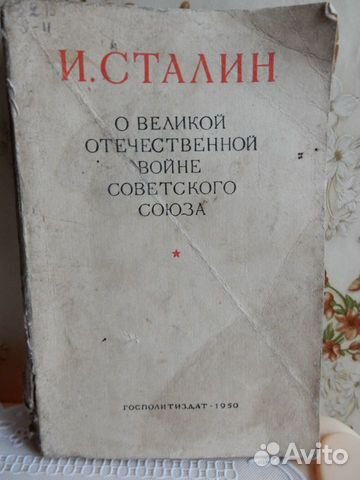 И. СТАЛИН
О ВЕЛИКОЙ
ОТЕЧЕСТВЕННОЙ
ВОЙНЕ
СОВЕТСКОГО
СОЮЗА
ГОСПОЛИТИЗДАТ · 1950
Avito